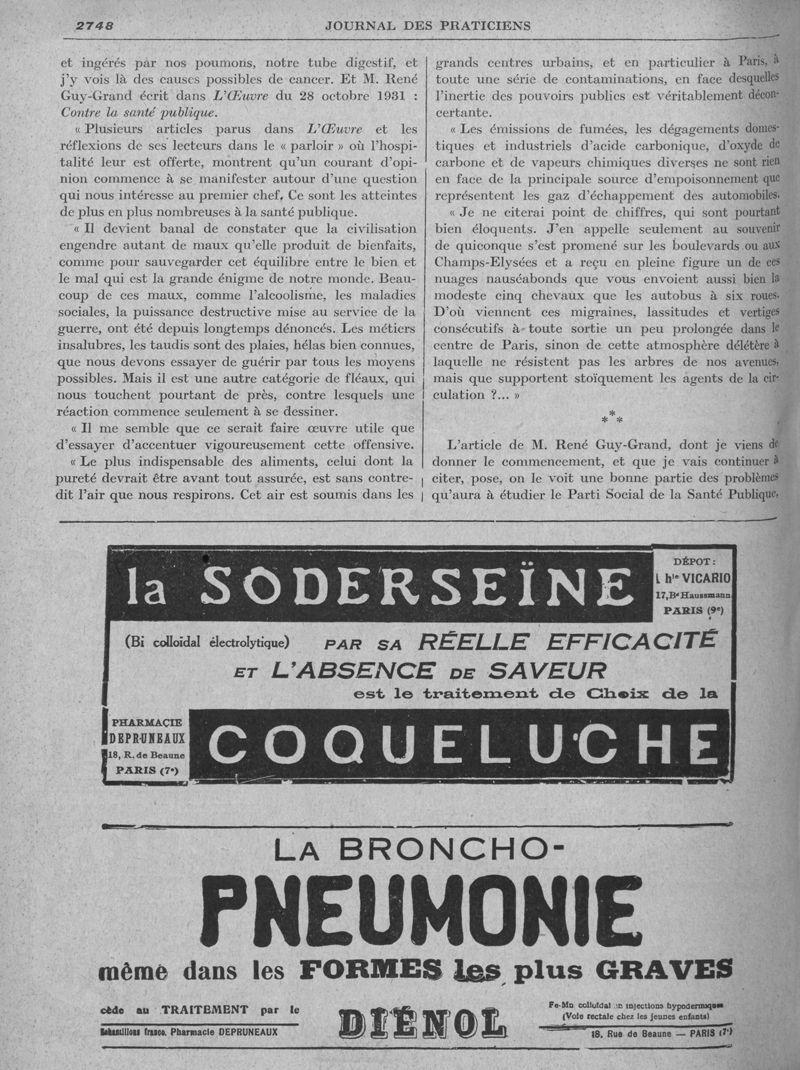 2748
JOURNAL DES PRATICIENS
et ingérés par nos poumons, notre tube digestif, et
j'y vois là des causes possibles de cancer. Et M. René
Guy-Grand écrit dans L'Œuvre du 28 octobre 1931 :
Contre la santé publique.
« Plusieurs articles parus dans L'Œuvre et les
réflexions de ses lecteurs dans le « parloir » où l'hospi-
talité leur est offerte, montrent qu'un courant d'opi-
nion commence à se manifester autour d'une question
qui nous intéresse au premier chef. Ce sont les atteintes
de plus en plus nombreuses à la santé publique.
« Il devient banal de constater que la civilisation
engendre autant de maux qu'elle produit de bienfaits,
comme pour sauvegarder cet équilibre entre le bien et
le mal qui est la grande énigme de notre monde. Beau-
coup de ces maux, comme l'alcoolisme, les maladies
sociales, la puissance destructive mise au service de la
guerre, ont été depuis longtemps dénoncés. Les métiers
insalubres, les taudis sont des plaies, hélas bien connues,
que nous devons essayer de guérir par tous les moyens
possibles. Mais il est une autre catégorie de fléaux, qui
nous touchent pourtant de près, contre lesquels une
réaction commence seulement à se dessiner.
« Il me semble que ce serait faire œuvre utile que
d'essayer d'accentuer vigoureusement cette offensive.
« Le plus indispensable des aliments, celui dont la
pureté devrait être avant tout assurée, est sans contre-
dit l'air que nous respirons. Cet air est soumis dans les
grands centres urbains, et en particulier à Paris, à
toute une série de contaminations, en face desquelles
l'inertie des pouvoirs publics est véritablement décon-
certante.
« Les émissions de fumées, les dégagements domes-
tiques et industriels d'acide carbonique, d'oxyde de
carbone et de vapeurs chimiques diverses ne sont rien
en face de la principale source d'empoisonnement que
représentent les gaz d'échappement des automobiles.
« Je ne citerai point de chiffres, qui sont pourtant
bien éloquents. J'en appelle seulement au souvenir
de quiconque s'est promené sur les boulevards ou aux
Champs-Elysées et a reçu en pleine figure un de ces
nuages nauséabonds que vous envoient aussi bien la
modeste cinq chevaux que les autobus à six roues.
D'où viennent ces migraines, lassitudes et vertiges
consécutifs à toute sortie un peu prolongée dans le
centre de Paris, sinon de cette atmosphère délétère à
laquelle ne résistent pas les arbres de nos avenues,
mais que supportent stoïquement les agents de la cir-
culation ?... »
*
* *
L'article de M. René Guy-Grand, dont je viens de
donner le commencement, et que je vais continuer à
citer, pose, on le voit une bonne partie des problèmes
qu'aura à étudier le Parti Social de la Santé Publique,
la SODERSEÏNE
DÉPOT:
L hie VICARIO
17, Bd Haussmann
PARIS (9e)
(Bi colloïdal électrolytique) PAR SA RÉELLE EFFICACITÉ
ET L'ABSENCE DE SAVEUR
est le traitement de Choix de la
PHARMACIE
DEPRUNEAUX
18, R. de Beaune
PARIS (7e)
COQUELUCHE
LA BRONCHO-
PNEUMONIE
même dans les FORMES les plus GRAVES
cède au TRAITEMENT par le
Echantillons franco. Pharmacie DEPRUNEAUX
DIÉNOL
Fe-Mn colloïdal en injections hypodermiques
(Voie rectale chez les jeunes enfants)
18. Rue de Beaune — PARIS (7e)